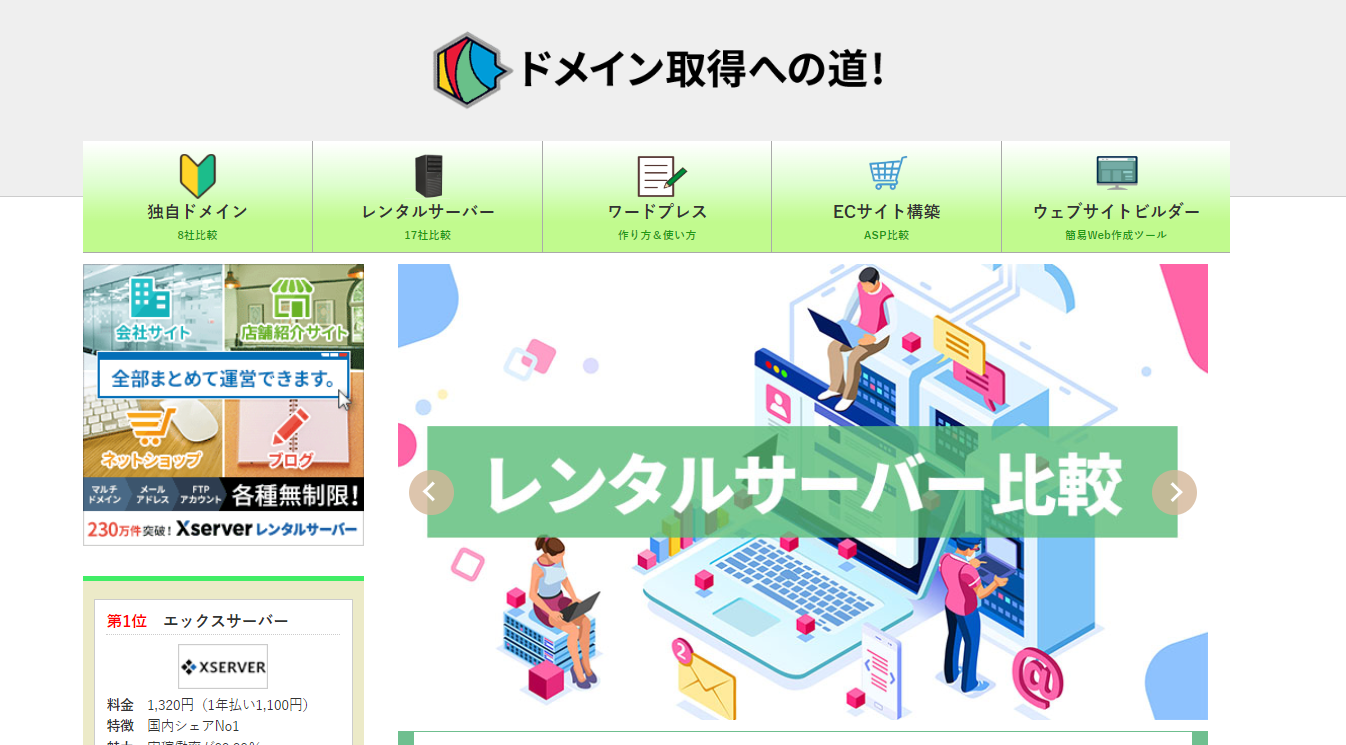 ドメイン取得への道!
独自ドメイン
8社比較
レンタルサーバー
17社比較
ワードプレス
作り方＆使い方
ECサイト構築
ASP比較
ウェブサイトビルダー
簡易Web作成ツール
会社サイト
店舗紹介サイト
全部まとめて運営できます。
ネットショップ
ブログ
マルチ
ドメイン
メール
アドレス
FTP
アカウント
各種無制限!
230万件突破! Xserverレンタルサーバー
レンタルサーバー比較
2
@
第1位 エックスサーバー
XSERVER
料金 1,320円（1年払い1,100円）
特徴 国内シェアNo1